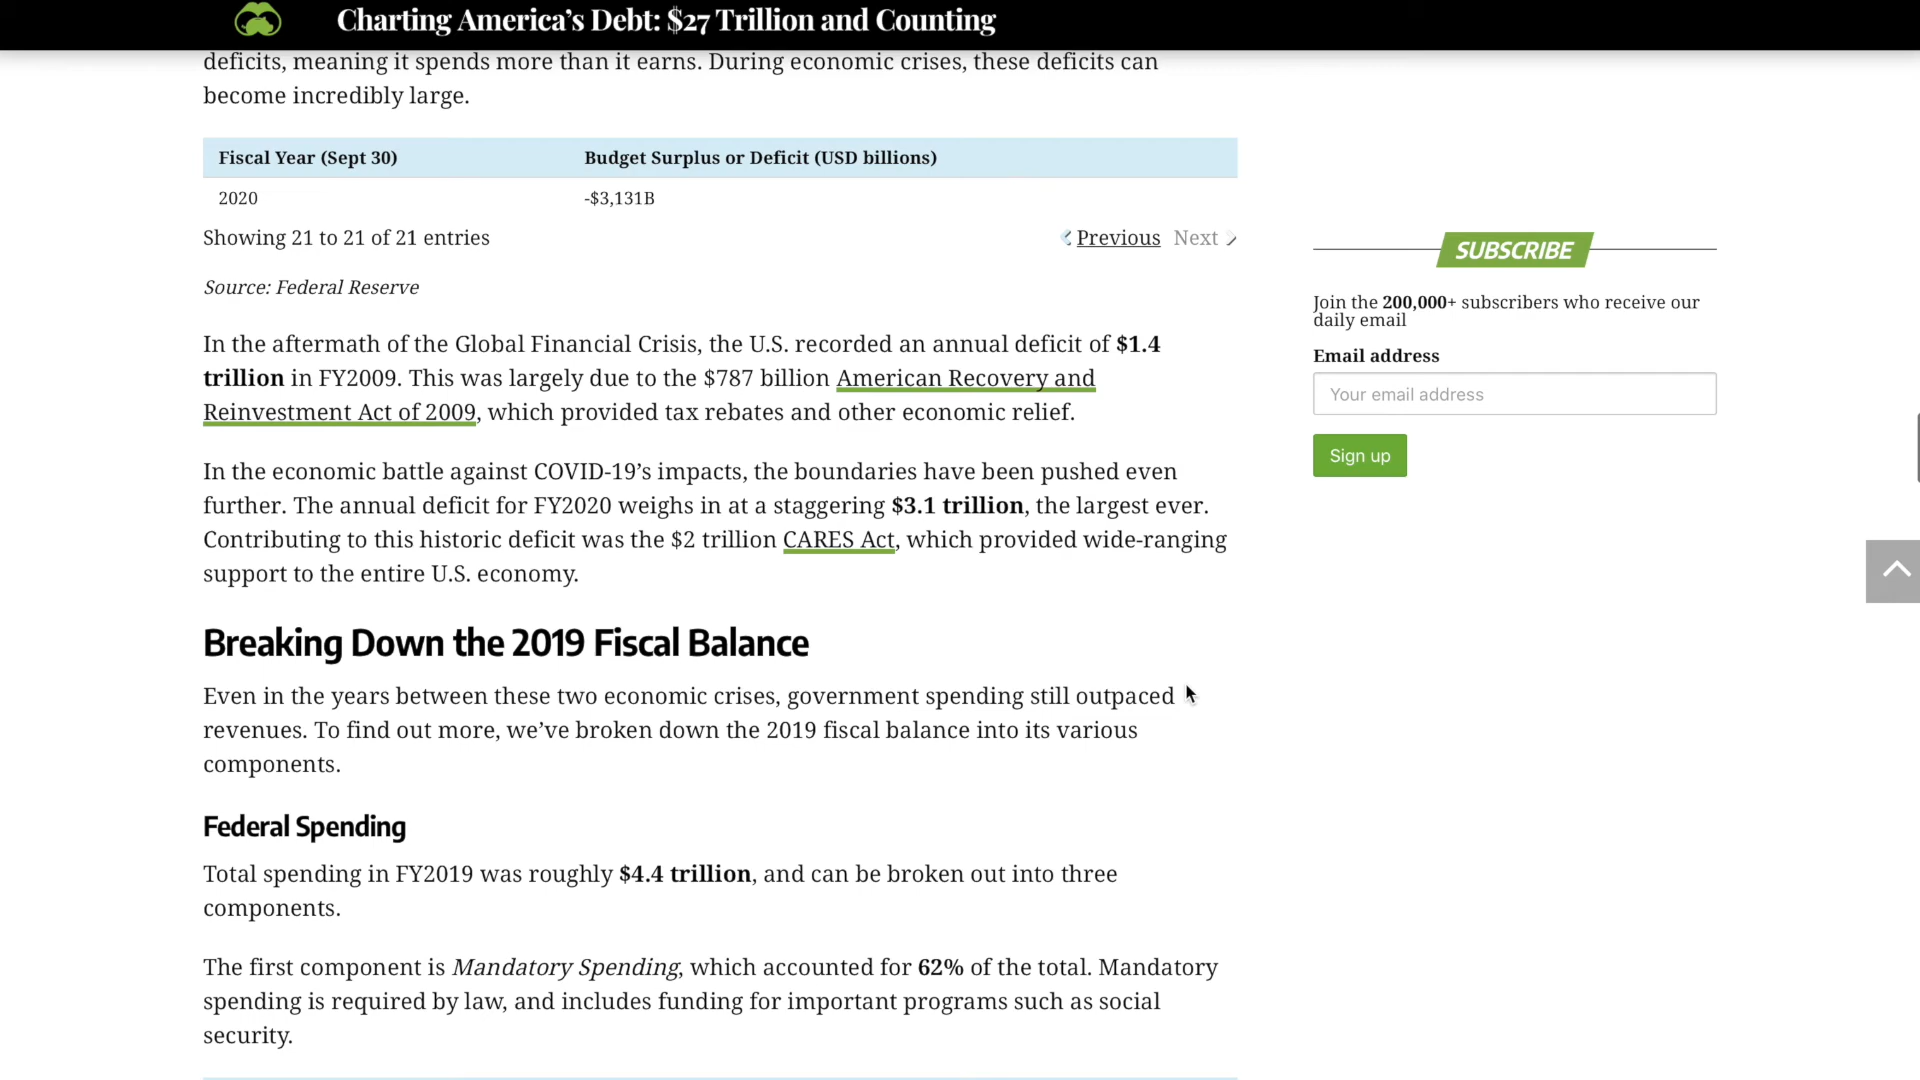 Charting America’s Debt: $27 Trillion and Counting
deficits, meaning it spends more than it earns. During economic crises, these deficits can
become incredibly large.
Fiscal Year (Sept 30) Budget Surplus or Deficit (USD billions)
2020 -$3,131B
Showing 21 to 21 of 21 entries Previous Next
Source: Federal Reserve
In the aftermath of the Global Financial Crisis, the U.S. recorded an annual deficit of $1.4
trillion in FY2009. This was largely due to the $787 billion American Recovery and
Reinvestment Act of 2009, which provided tax rebates and other economic relief.
In the economic battle against COVID-19’s impacts, the boundaries have been pushed even
further. The annual deficit for FY2020 weighs in at a staggering $3.1 trillion, the largest ever.
Contributing to this historic deficit was the $2 trillion CARES Act, which provided wide-ranging
support to the entire U.S. economy.
Breaking Down the 2019 Fiscal Balance
Even in the years between these two economic crises, government spending still outpaced
revenues. To find out more, we’ve broken down the 2019 fiscal balance into its various
components.
Federal Spending
Total spending in FY2019 was roughly $4.4 trillion, and can be broken out into three
components.
The first component is Mandatory Spending, which accounted for 62% of the total. Mandatory
spending is required by law, and includes funding for important programs such as social
security.
SUBSCRIBE
Join the 200,000+ subscribers who receive our
daily email
Email address
Your email address
Sign up